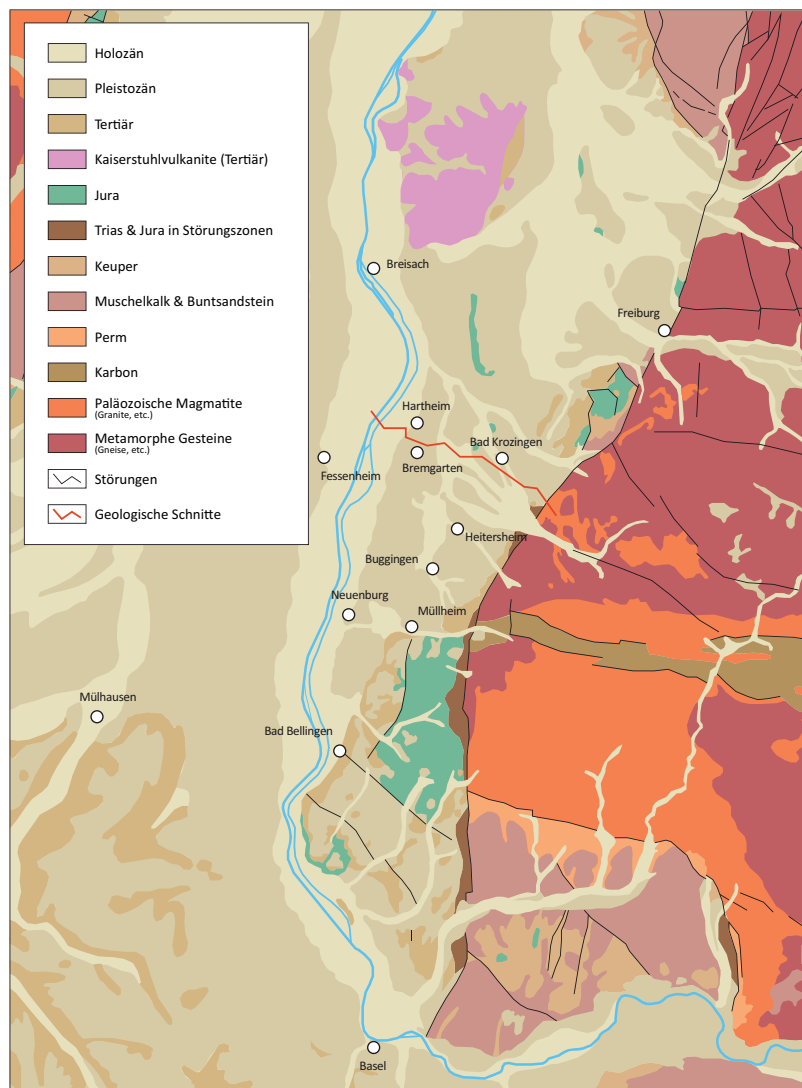 Holozän
Pleistozän
Tertiär
Kaiserstuhlvulkanite (Tertiär)
Jura
Trias & Jura in Störungszonen
Keuper
Muschelkalk & Buntsandstein
Perm
Karbon
Paläozoische Magmatite
(Granite, etc.)
Metamorphe Gesteine
(Gneise, etc.)
Störungen
Geologische Schnitte
Breisach
Freiburg
Hartheim
Bad Krozingen
Bremgarten
Fessenheim
Heitersheim
Buggingen
Neuenburg
Müllheim
Mülhausen
Bad Bellingen
Basel